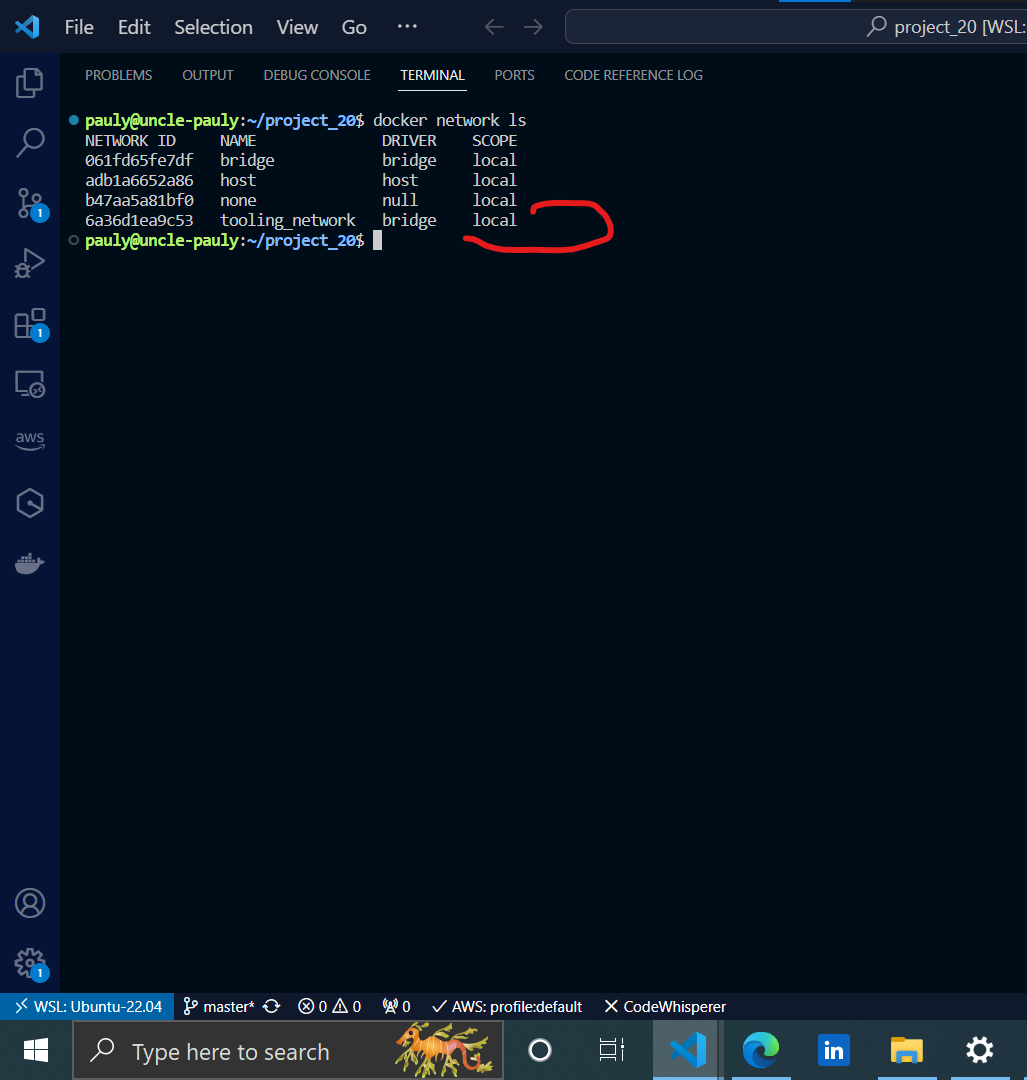 File Edit Selection View Go ··· project_20 [WSL:
PROBLEMS OUTPUT DEBUG CONSOLE TERMINAL PORTS CODE REFERENCE LOG
pauly@uncle-pauly:~/project_20$ docker network ls
NETWORK ID NAME DRIVER SCOPE
061fd65fe7df bridge bridge local
adb1a6652a86 host host local
b47aa5a81bf0 none null local
6a36d1ea9c53 tooling_network bridge local
pauly@uncle-pauly:~/project_20$
1
1
aws
1
WSL: Ubuntu-22.04 master* 0 0 0 AWS: profile:default CodeWhisperer
Type here to search in